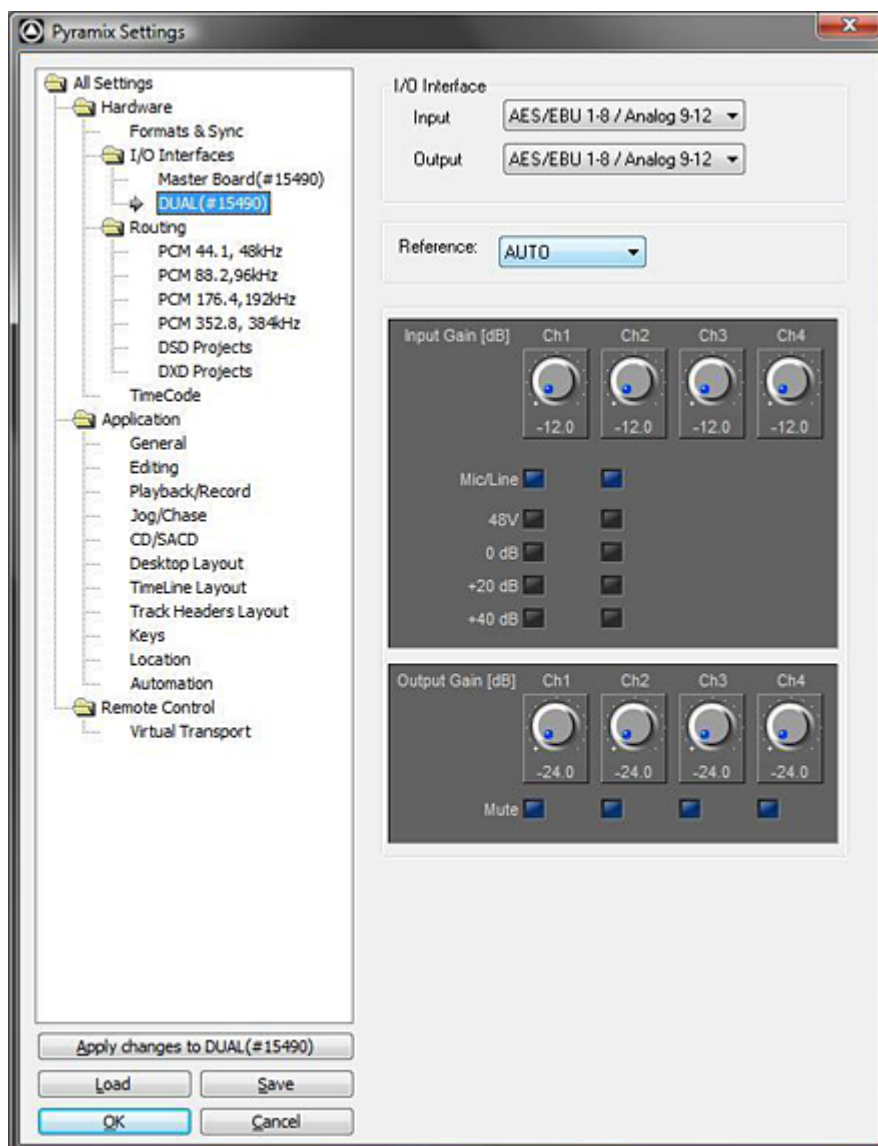 Pyramix Settings
All Settings
Hardware
Formats & Sync
I/O Interfaces
Master Board(#15490)
DUAL(#15490)
Routing
PCM 44.1, 48kHz
PCM 88.2,96kHz
PCM 176.4,192kHz
PCM 352.8, 384kHz
DSD Projects
DXD Projects
TimeCode
Application
General
Editing
Playback/Record
Jog/Chase
CD/SACD
Desktop Layout
TimeLine Layout
Track Headers Layout
Keys
Location
Automation
Remote Control
Virtual Transport
Apply changes to DUAL(#15490)
Load Save
OK Cancel
I/O Interface
Input AES/EBU 1-8 / Analog 9-12
Output AES/EBU 1-8 / Analog 9-12
Reference: AUTO
Input Gain [dB] Ch1 Ch2 Ch3 Ch4
-12.0 -12.0 -12.0 -12.0
Mic/Line
48V
0 dB
+20 dB
+40 dB
Output Gain [dB] Ch1 Ch2 Ch3 Ch4
-24.0 -24.0 -24.0 -24.0
Mute